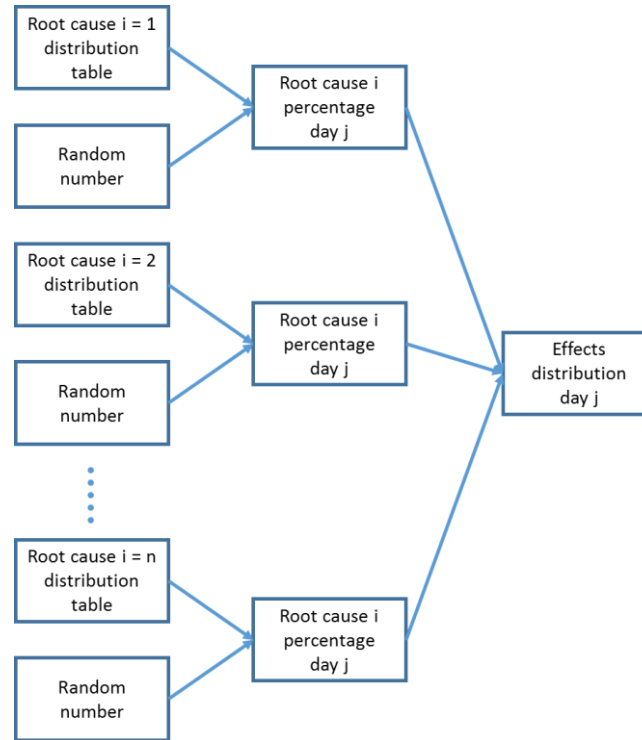 Root cause i = 1
distribution
table
Random
number
Root cause i
percentage
day j
Root cause i = 2
distribution
table
Random
number
Root cause i
percentage
day j
Root cause i = n
distribution
table
Random
number
Root cause i
percentage
day j
Effects
distribution
day j